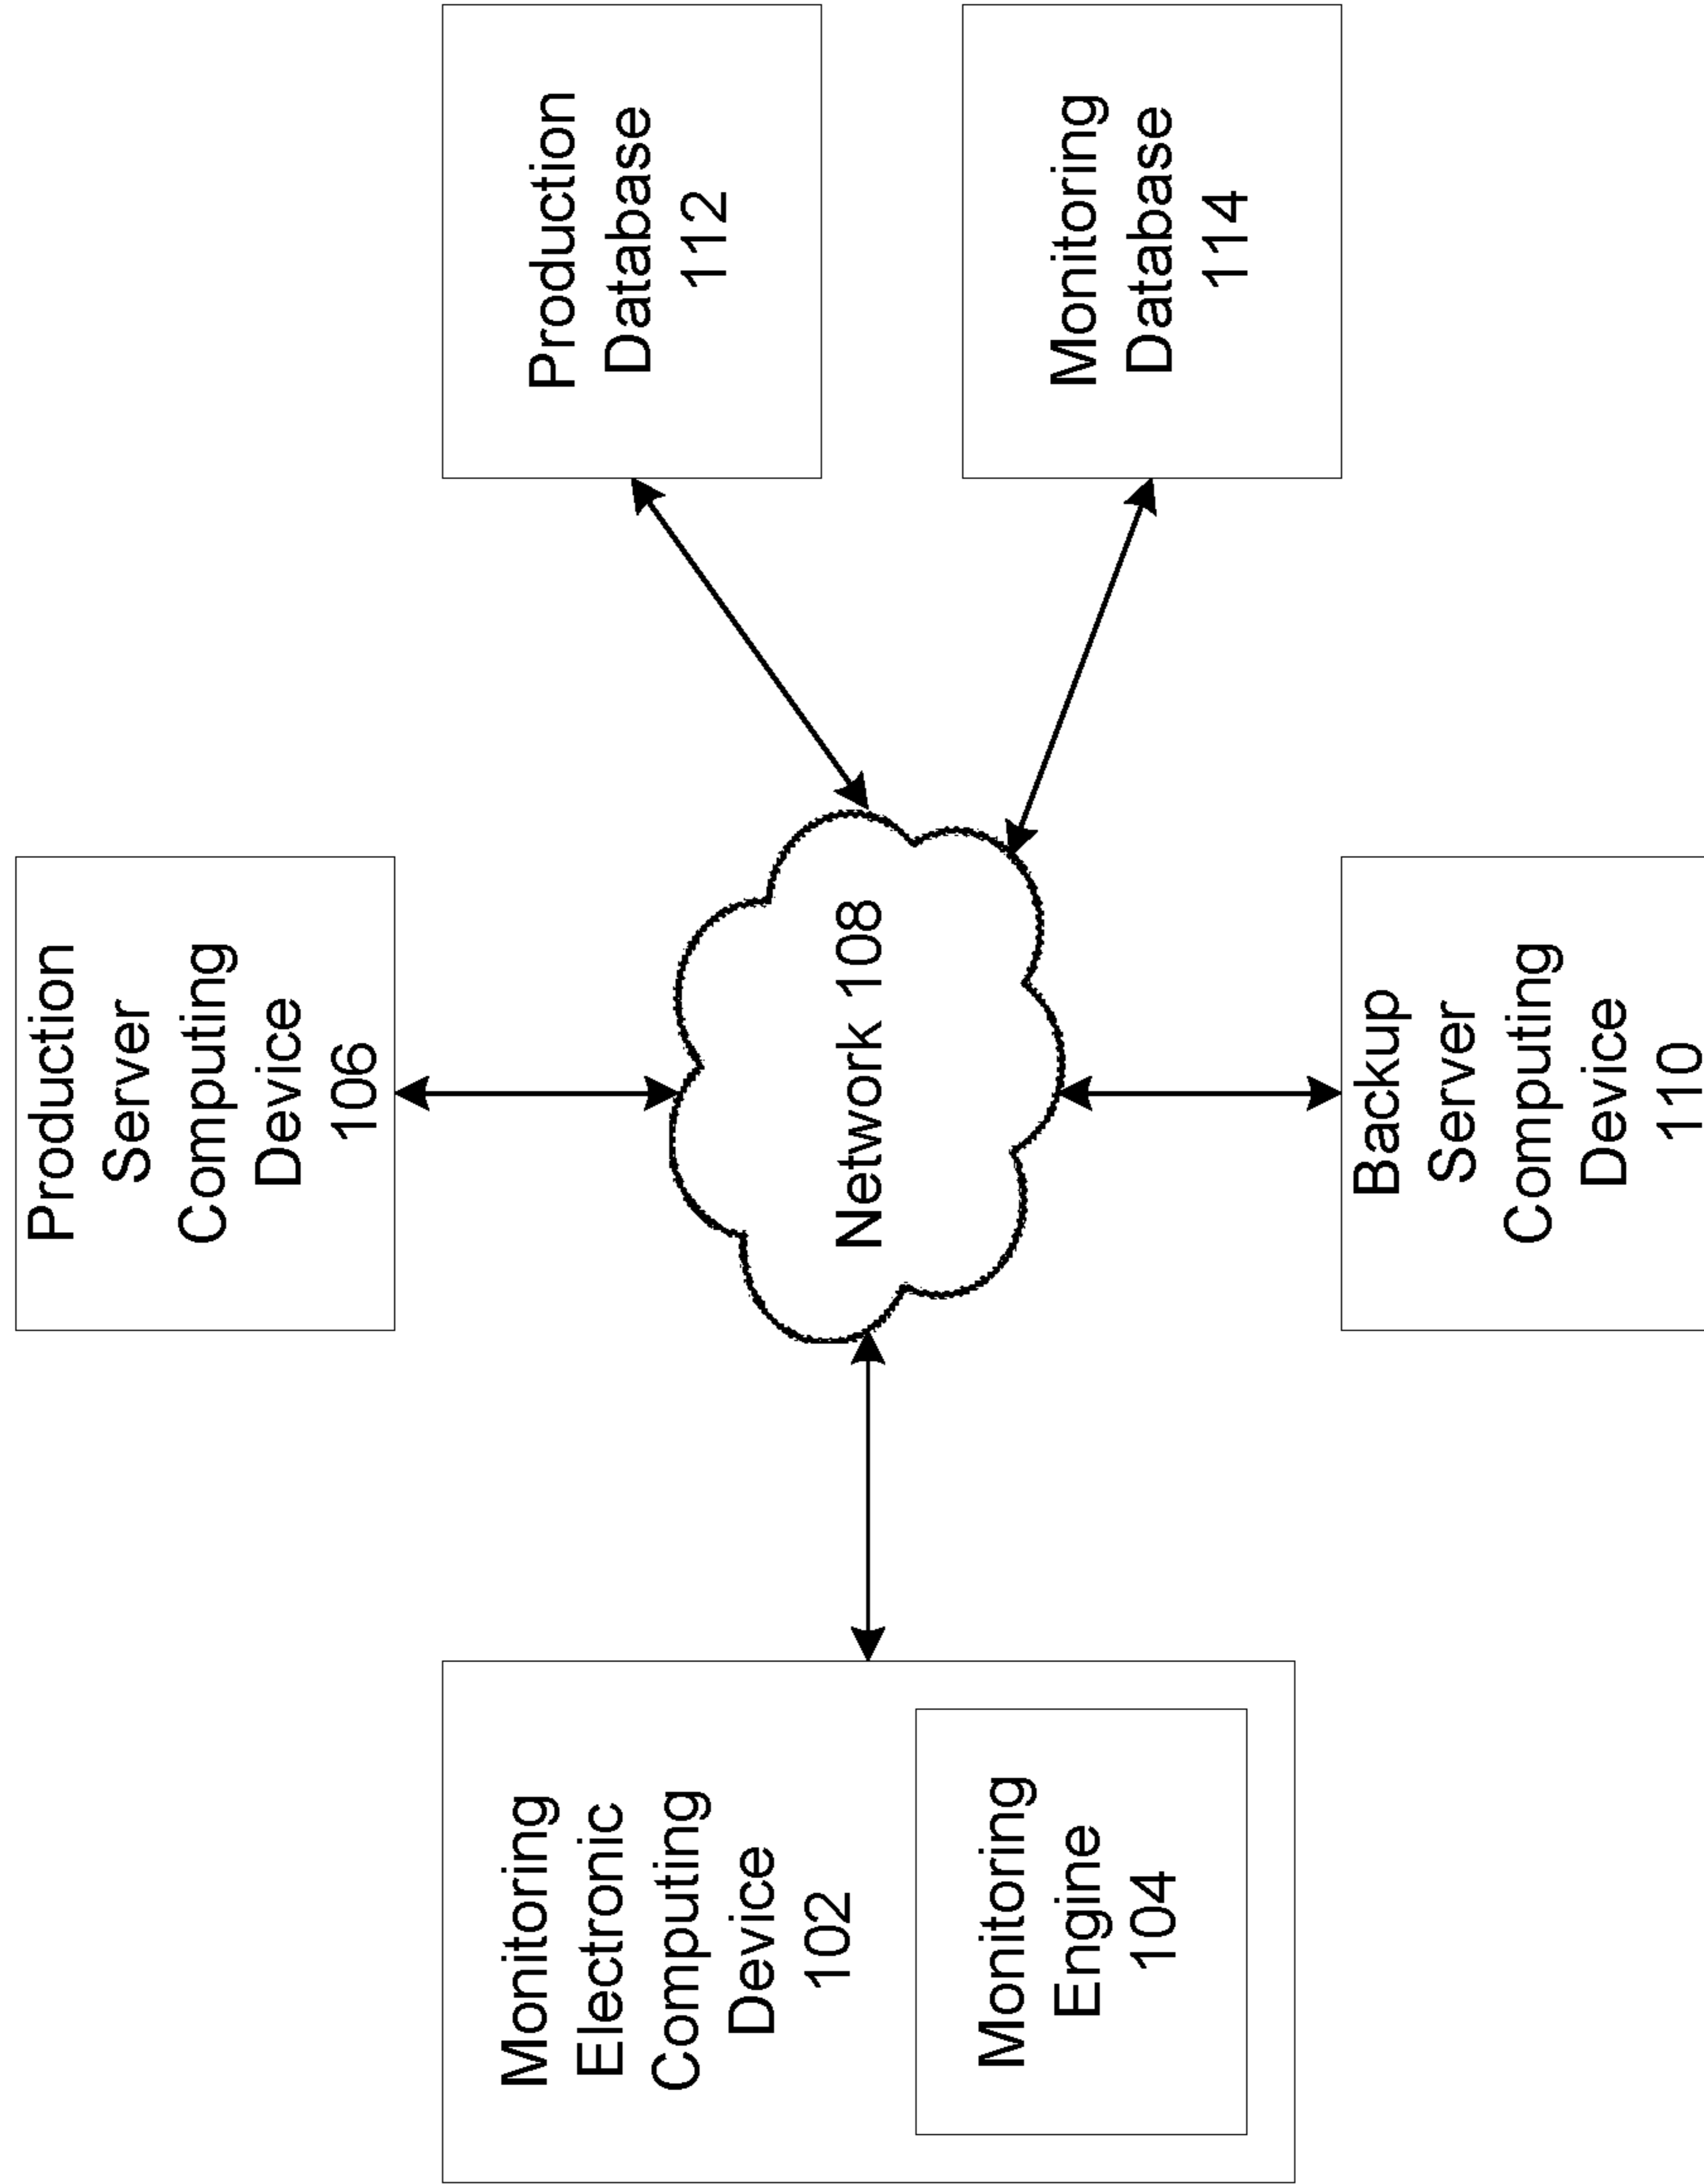 Production
Server
Computing
Device
106
Production
Database
112
Monitoring
Electronic
Computing
Device
102
Monitoring
Engine
104
Network 108
Monitoring
Database
114
Backup
Server
Computing
Device
110